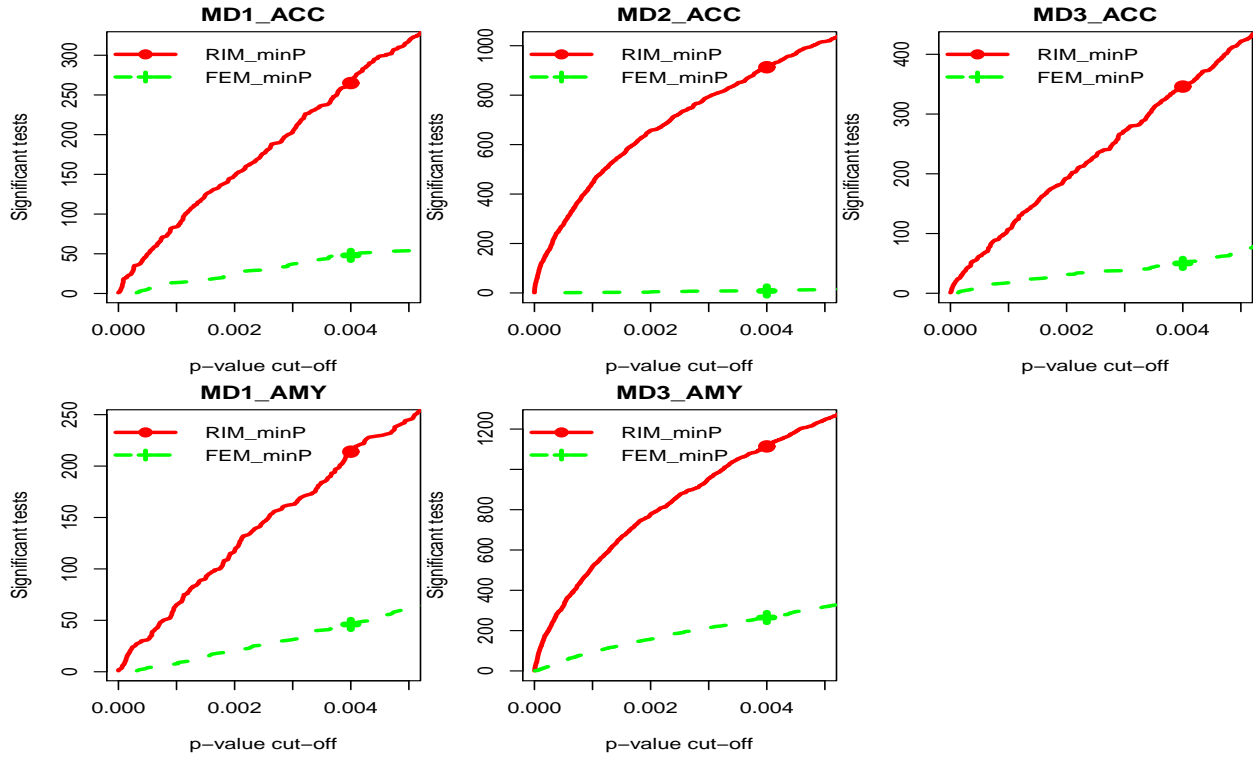 MD1_ACC
Significant tests
0
50
100
150
200
250
300
RIM_minP
FEM_minP
0.000
0.002
0.004
p−value cut−off
MD2_ACC
Significant tests
0
200
400
600
800
1000
RIM_minP
FEM_minP
0.000
0.002
0.004
p−value cut−off
MD3_ACC
Significant tests
0
100
200
300
400
RIM_minP
FEM_minP
0.000
0.002
0.004
p−value cut−off
MD1_AMY
Significant tests
0
50
100
150
200
250
RIM_minP
FEM_minP
0.000
0.002
0.004
p−value cut−off
MD3_AMY
Significant tests
0
200
400
600
800
1200
RIM_minP
FEM_minP
0.000
0.002
0.004
p−value cut−off